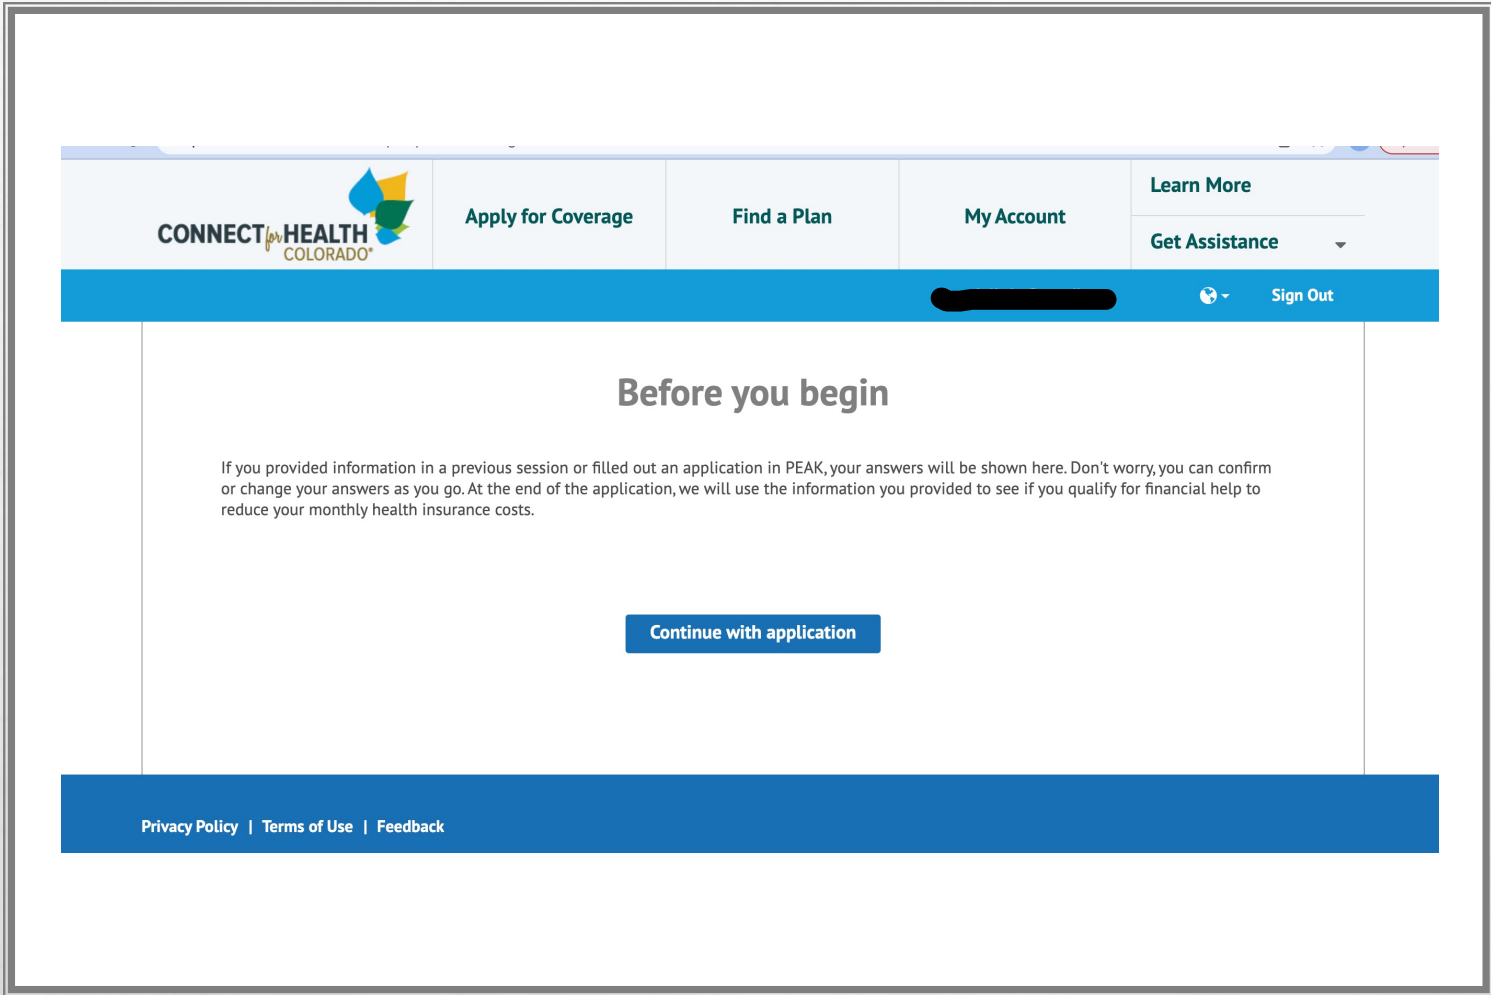 CONNECT for HEALTH
COLORADO®
Apply for Coverage
Find a Plan
My Account
Learn More
Get Assistance
Sign Out
Before you begin
If you provided information in a previous session or filled out an application in PEAK, your answers will be shown here. Don't worry, you can confirm
or change your answers as you go. At the end of the application, we will use the information you provided to see if you qualify for financial help to
reduce your monthly health insurance costs.
Continue with application
Privacy Policy | Terms of Use | Feedback